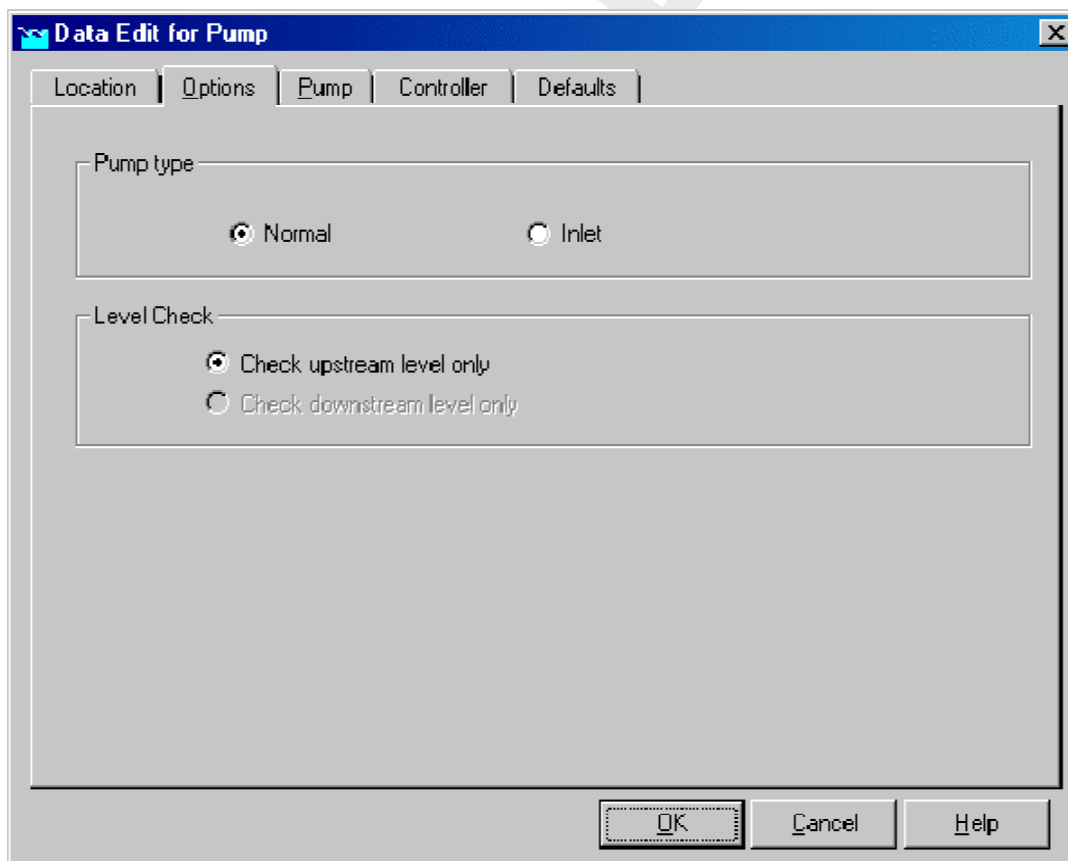 Data Edit for Pump
Location Options Pump Controller Defaults
Pump type
Normal Inlet
Level Check
Check upstream level only
Check downstream level only
OK Cancel Help